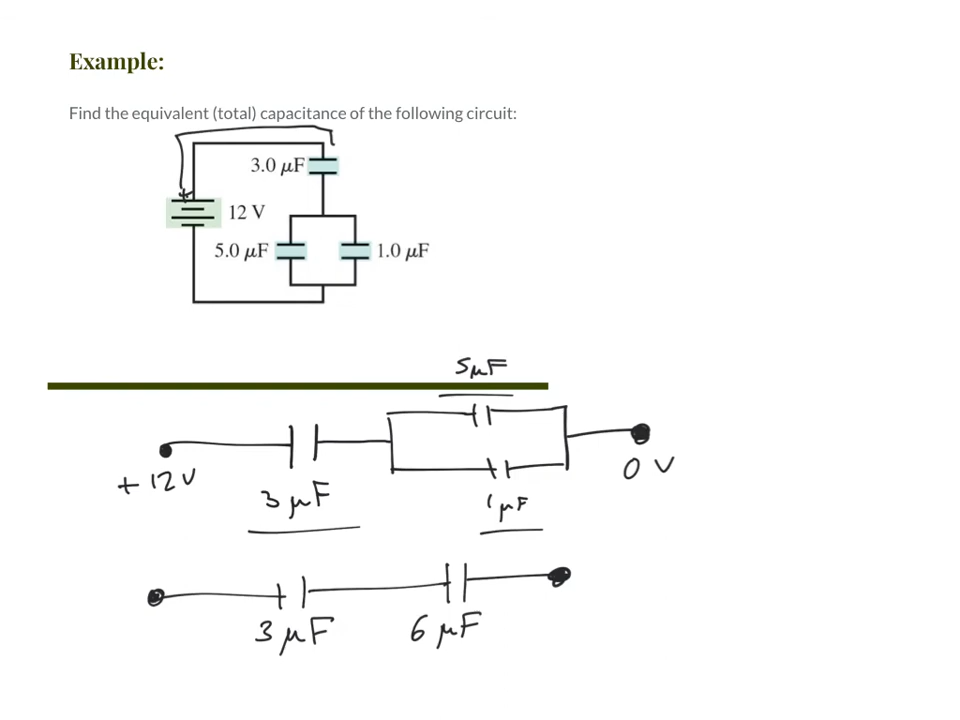 Example:
Find the equivalent (total) capacitance of the following circuit:
3.0 μF
12 V
5.0 μF
1.0 μF
5μF
+12V
3μF
1μF
0 V
3μF
6μF